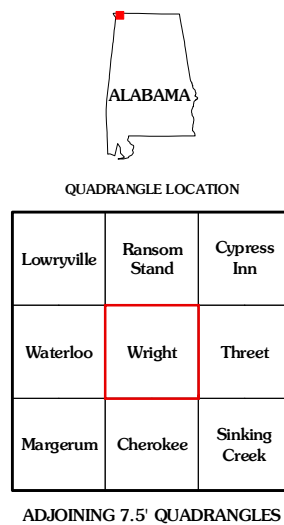 ALABAMA
QUADRANGLE LOCATION
Lowryville
Ransom
Stand
Cypress
Inn
Waterloo
Wright
Threet
Margerum
Cherokee
Sinking
Creek
ADJOINING 7.5' QUADRANGLES